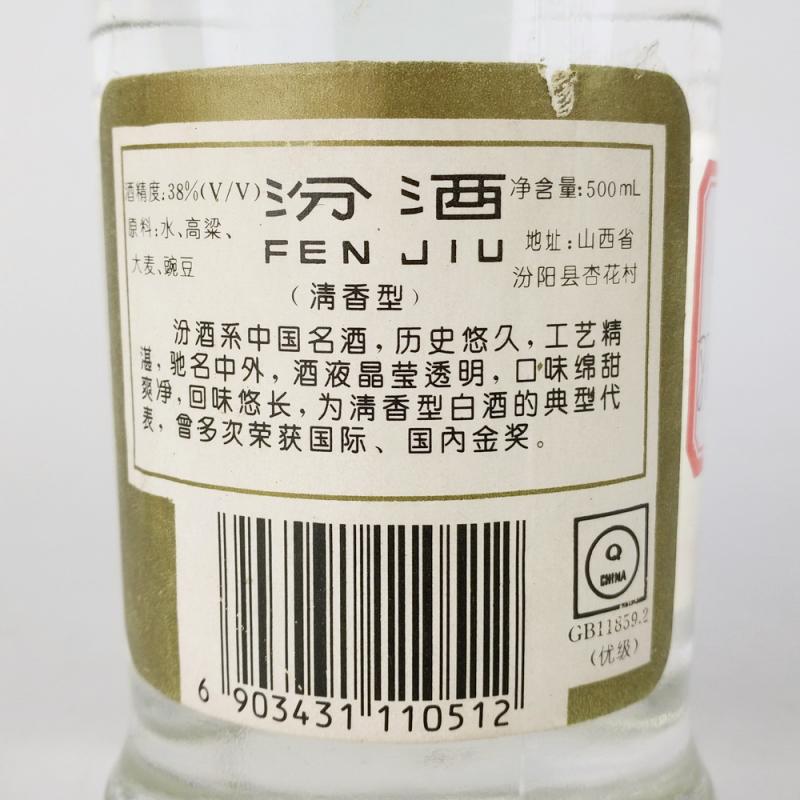 酒精度:38%(V/V)
原料:水、高粱、
大麦、豌豆
汾酒
FEN JIU
净含量:500mL
地址:山西省
汾阳县杏花村
(清香型)
汾酒系中国名酒,历史悠久,工艺精
湛,驰名中外,酒液晶莹透明,口味绵甜
爽净,回味悠长,为清香型白酒的典型代
表,曾多次荣获国际、国内金奖。
Q
CHINA
GB11859.2
(优级)
6 903431 110512